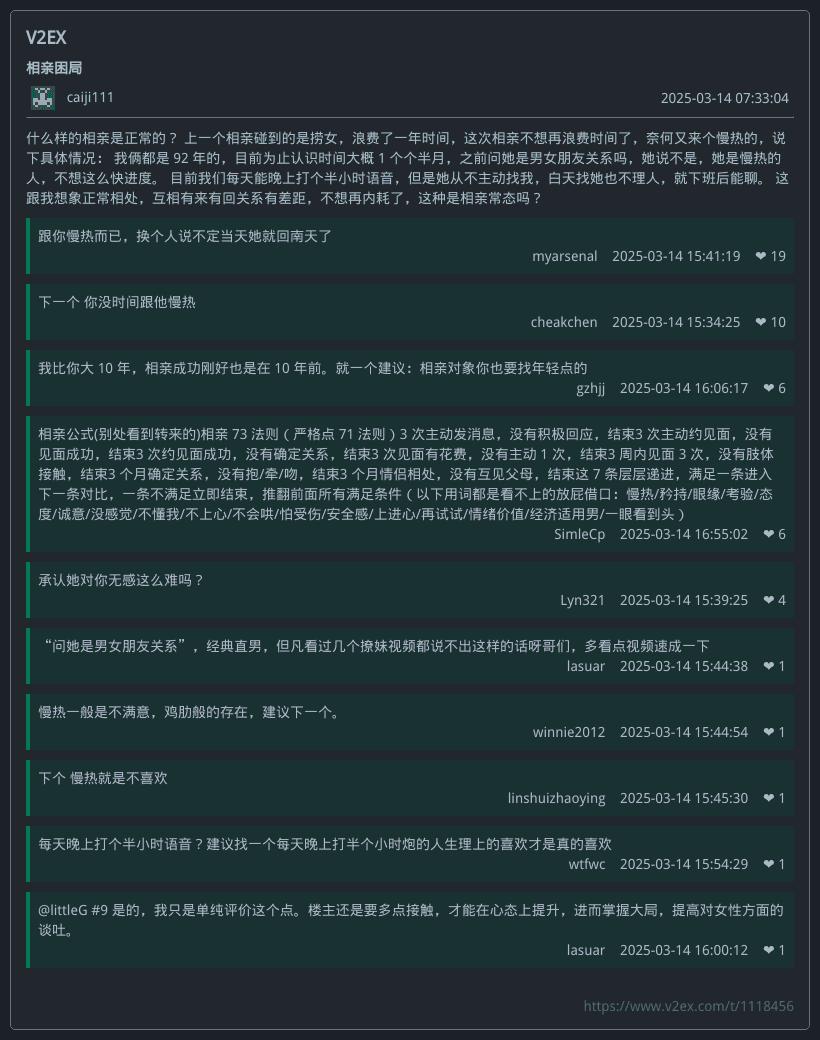 V2EX
相亲困局
caiji111 2025-03-14 07:33:04
什么样的相亲是正常的？ 上一个相亲碰到的是捞女，浪费了一年时间，这次相亲不想再浪费时间了，奈何又来个慢热的，说
下具体情况： 我俩都是 92 年的，目前为止认识时间大概 1 个个半月，之前问她是男女朋友关系吗，她说不是，她是慢热的
人，不想这么快进度。 目前我们每天能晚上打个半小时语音，但是她从不主动找我，白天找她也不理人，就下班后能聊。 这
跟我想象正常相处，互相有来有回关系有差距，不想再内耗了，这种是相亲常态吗？
跟你慢热而已，换个人说不定当天她就回南天了
myarsenal 2025-03-14 15:41:19 ❤ 19
下一个 你没时间跟他慢热
cheakchen 2025-03-14 15:34:25 ❤ 10
我比你大 10 年，相亲成功刚好也是在 10 年前。就一个建议：相亲对象你也要找年轻点的
gzhjj 2025-03-14 16:06:17 ❤ 6
相亲公式(别处看到转来的)相亲 73 法则（严格点 71 法则）3 次主动发消息，没有积极回应，结束3 次主动约见面，没有
见面成功，结束3 次约见面成功，没有确定关系，结束3 次见面有花费，没有主动 1 次，结束3 周内见面 3 次，没有肢体
接触，结束3 个月确定关系，没有抱/牵/吻，结束3 个月情侣相处，没有互见父母，结束这 7 条层层递进，满足一条进入
下一条对比，一条不满足立即结束，推翻前面所有满足条件（以下用词都是看不上的放屁借口：慢热/矜持/眼缘/考验/态
度/诚意/没感觉/不懂我/不上心/不会哄/怕受伤/安全感/上进心/再试试/情绪价值/经济适用男/一眼看到头）
SimleCp 2025-03-14 16:55:02 ❤ 6
承认她对你无感这么难吗？
Lyn321 2025-03-14 15:39:25 ❤ 4
“问她是男女朋友关系”，经典直男，但凡看过几个撩妹视频都说不出这样的话呀哥们，多看点视频速成一下
lasuar 2025-03-14 15:44:38 ❤ 1
慢热一般是不满意，鸡肋般的存在，建议下一个。
winnie2012 2025-03-14 15:44:54 ❤ 1
下个 慢热就是不喜欢
linshuizhaoying 2025-03-14 15:45:30 ❤ 1
每天晚上打个半小时语音？建议找一个每天晚上打半个小时炮的人生理上的喜欢才是真的喜欢
wtfwc 2025-03-14 15:54:29 ❤ 1
@littleG #9 是的，我只是单纯评价这个点。楼主还是要多点接触，才能在心态上提升，进而掌握大局，提高对女性方面的
谈吐。
lasuar 2025-03-14 16:00:12 ❤ 1
https://www.v2ex.com/t/1118456